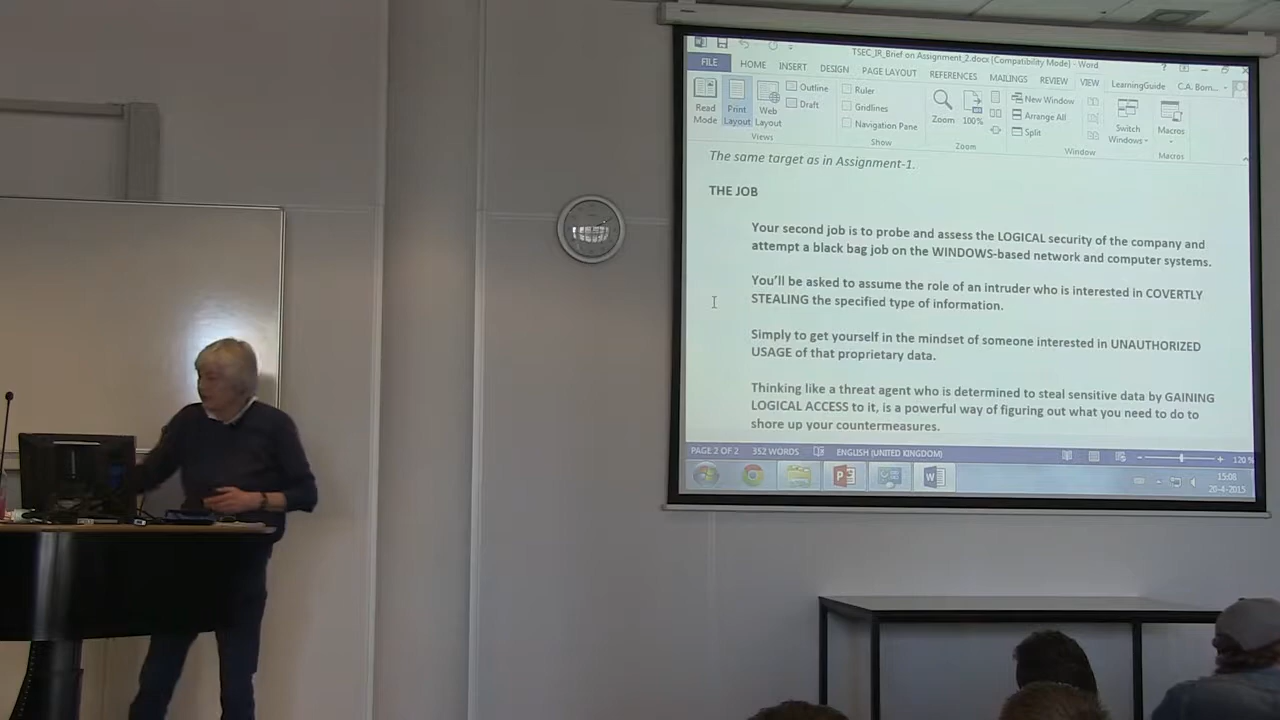 TSEC_IR_Brief on Assignment_2.docx [Compatibility Mode] - Word
FILE HOME INSERT DESIGN PAGE LAYOUT REFERENCES MAILINGS REVIEW VIEW LearningGuide C.A. Born...
Read Mode
Print Layout
Web Layout
Outline
Draft
Views
Ruler
Gridlines
Navigation Pane
Show
Zoom
100%
Zoom
New Window
Arrange All
Split
Switch Windows
Window
Macros
Macros
The same target as in Assignment-1.
THE JOB
Your second job is to probe and assess the LOGICAL security of the company and
attempt a black bag job on the WINDOWS-based network and computer systems.
You'll be asked to assume the role of an intruder who is interested in COVERTLY
STEALING the specified type of information.
Simply to get yourself in the mindset of someone interested in UNAUTHORIZED
USAGE of that proprietary data.
Thinking like a threat agent who is determined to steal sensitive data by GAINING
LOGICAL ACCESS to it, is a powerful way of figuring out what you need to do to
shore up your countermeasures.
PAGE 2 OF 2 352 WORDS ENGLISH (UNITED KINGDOM) 120 %
15:08
20-4-2015